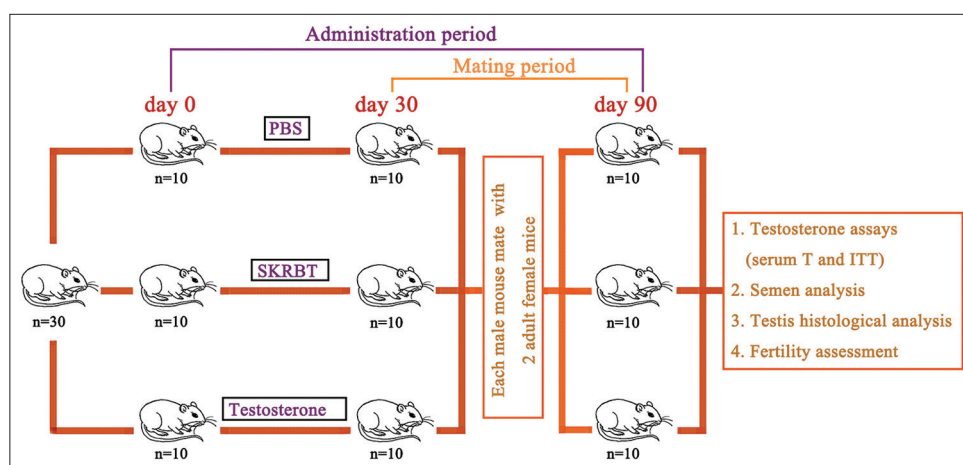 Administration period
Mating period
day 0
day 30
day 90
PBS
n=10
n=10
n=10
SKRBT
n=30
n=10
n=10
n=10
Testosterone
n=10
n=10
n=10
Each male mouse mate with
2 adult female mice
1. Testosterone assays
(serum T and ITT)
2. Semen analysis
3. Testis histological analysis
4. Fertility assessment